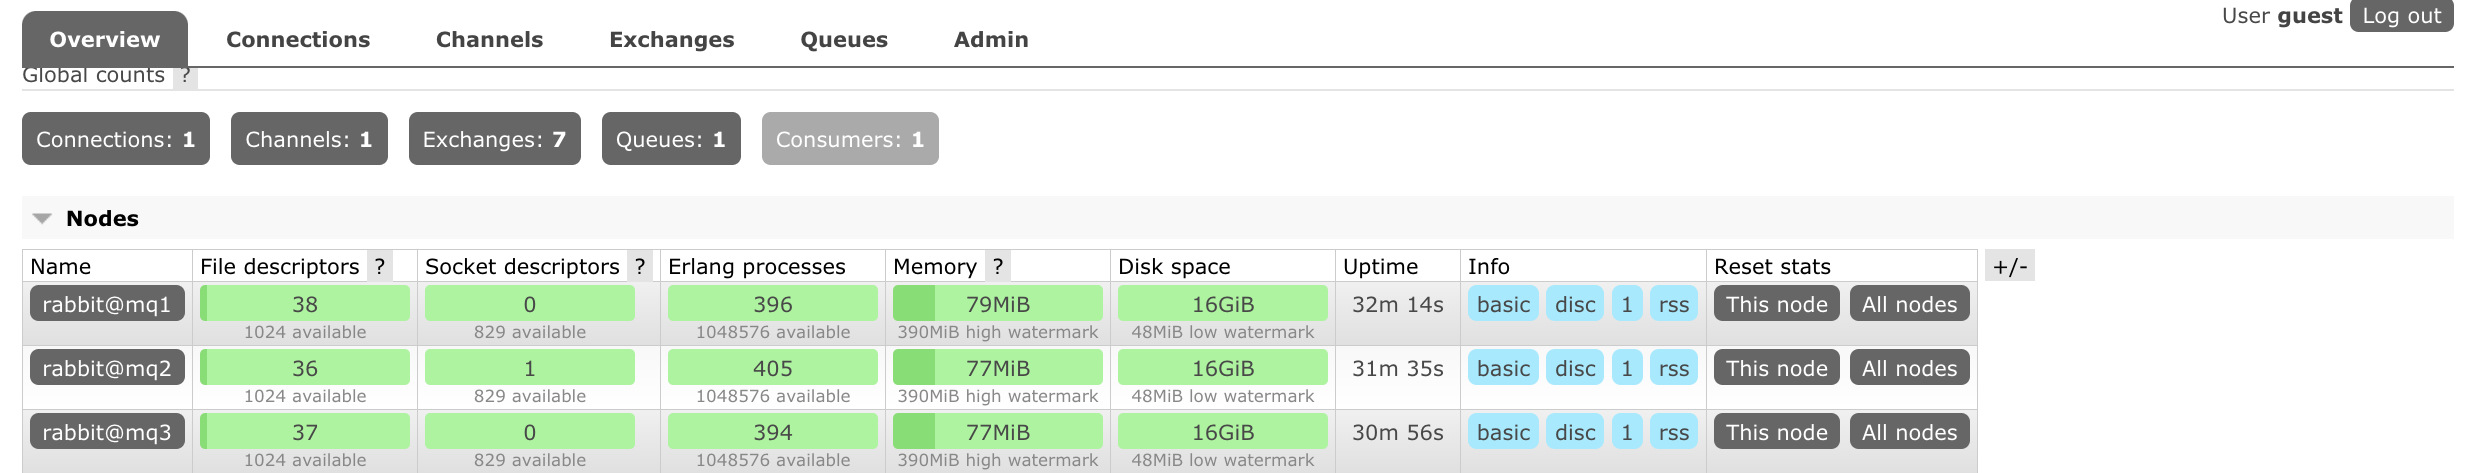 User guest Log out
Overview Connections Channels Exchanges Queues Admin
Global counts ?
Connections: 1 Channels: 1 Exchanges: 7 Queues: 1 Consumers: 1
Nodes
Name File descriptors ? Socket descriptors ? Erlang processes Memory ? Disk space Uptime Info Reset stats +/-
rabbit@mq1 38 0 396 79MiB 16GiB 32m 14s basic disc 1 rss This node All nodes
1024 available 829 available 1048576 available 390MiB high watermark 48MiB low watermark
rabbit@mq2 36 1 405 77MiB 16GiB 31m 35s basic disc 1 rss This node All nodes
1024 available 829 available 1048576 available 390MiB high watermark 48MiB low watermark
rabbit@mq3 37 0 394 77MiB 16GiB 30m 56s basic disc 1 rss This node All nodes
1024 available 829 available 1048576 available 390MiB high watermark 48MiB low watermark